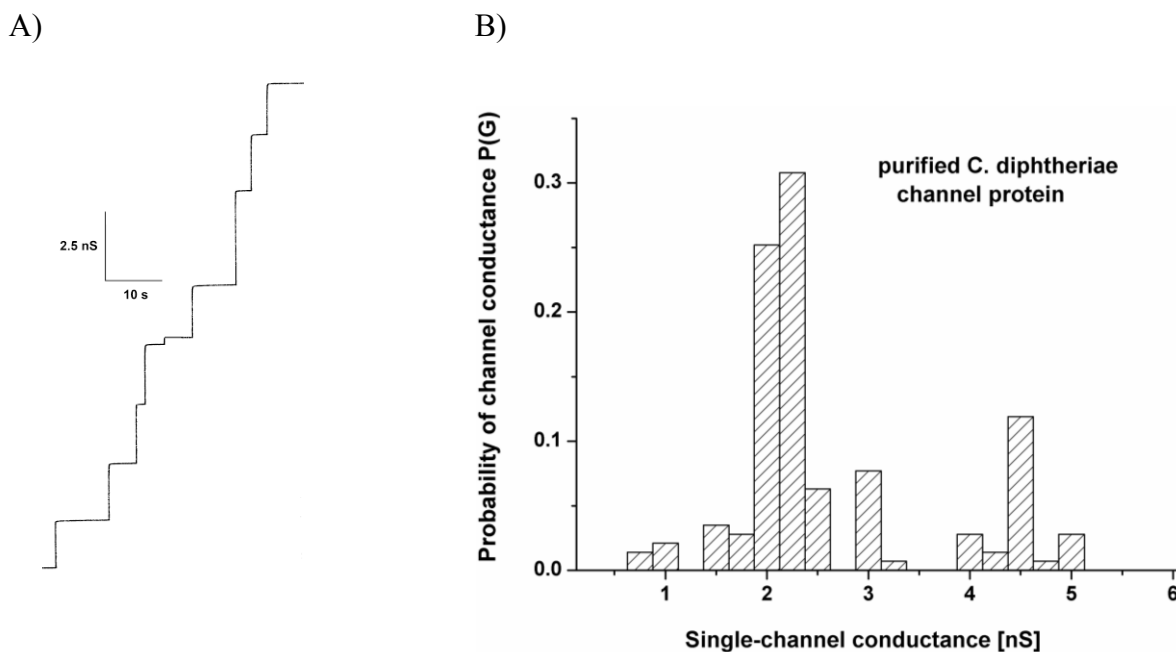 A)
B)
2.5 nS
10 s
Probability of channel conductance P(G)
0.3
0.2
0.1
0.0
purified C. diphtheriae
channel protein
1 2 3 4 5 6
Single-channel conductance [nS]